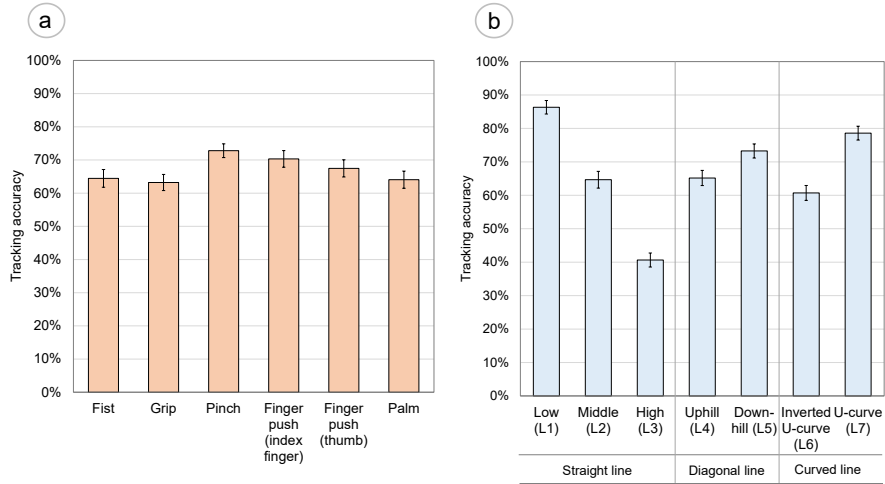 a
100%
90%
80%
70%
60%
50%
40%
30%
20%
10%
0%
Tracking accuracy
Fist
Grip
Pinch
Finger
push
(index
finger)
Finger
push
(thumb)
Palm
b
100%
90%
80%
70%
60%
50%
40%
30%
20%
10%
0%
Tracking accuracy
Low
(L1)
Middle
(L2)
High
(L3)
Uphill
(L4)
Down-
hill (L5)
Inverted
U-curve
(L6)
U-curve
(L7)
Straight line
Diagonal line
Curved line